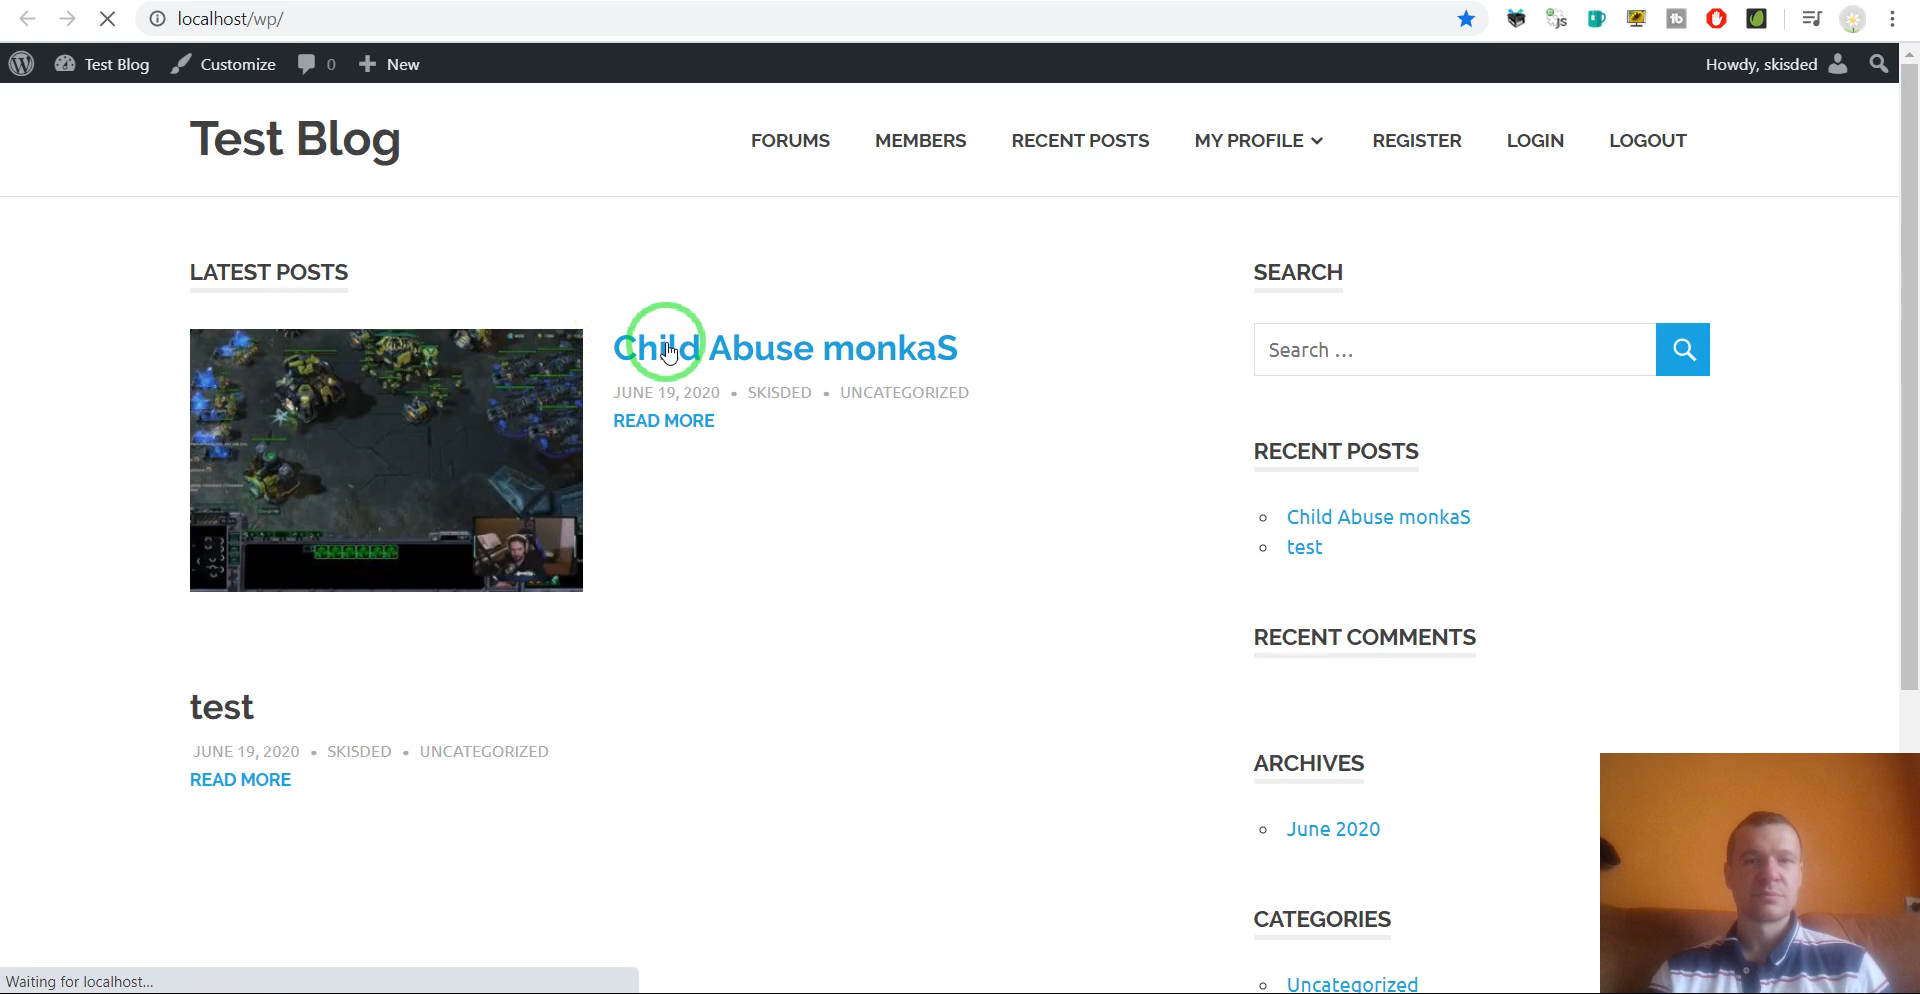 localhost/wp/
Test Blog Customize 0 New Howdy, skisded
Test Blog
FORUMS MEMBERS RECENT POSTS MY PROFILE REGISTER LOGIN LOGOUT
LATEST POSTS
Child Abuse monkaS
JUNE 19, 2020 • SKISDED • UNCATEGORIZED
READ MORE
test
JUNE 19, 2020 • SKISDED • UNCATEGORIZED
READ MORE
SEARCH
Search ...
RECENT POSTS
Child Abuse monkaS
test
RECENT COMMENTS
ARCHIVES
June 2020
CATEGORIES
Uncategorized
Waiting for localhost...